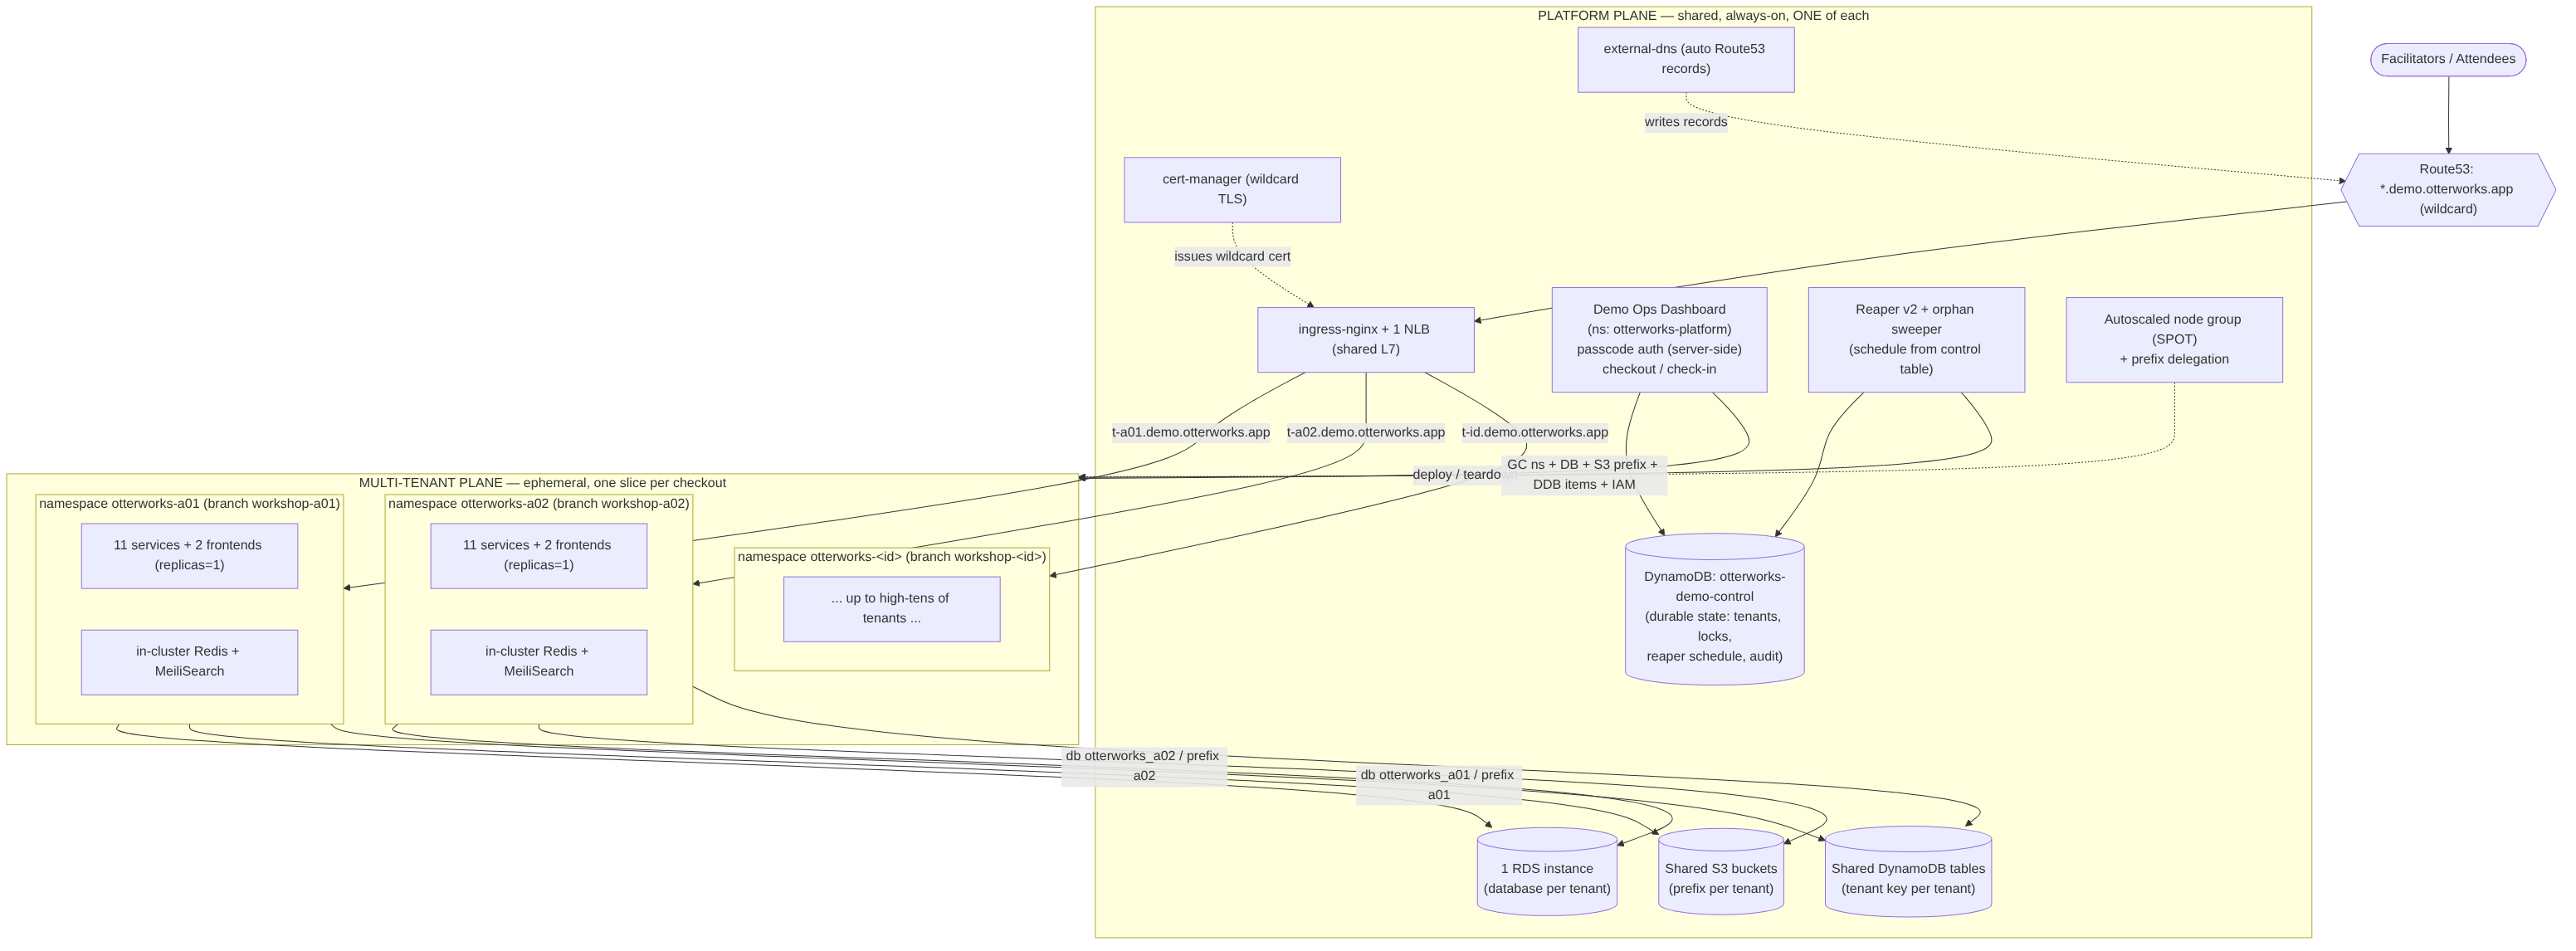 PLATFORM PLANE — shared, always-on, ONE of each
external-dns (auto Route53
records)
Facilitators / Attendees
writes records
cert-manager (wildcard
TLS)
Route53:
*.demo.otterworks.app
(wildcard)
issues wildcard cert
ingress-nginx + 1 NLB
(shared L7)
Demo Ops Dashboard
(ns: otterworks-platform)
passcode auth (server-side)
checkout / check-in
Reaper v2 + orphan
sweeper
(schedule from control
table)
Autoscaled node group
(SPOT)
+ prefix delegation
t-a01.demo.otterworks.app
t-a02.demo.otterworks.app
t-id.demo.otterworks.app
deploy / teardown
GC ns + DB + S3 prefix +
DDB items + IAM
MULTI-TENANT PLANE — ephemeral, one slice per checkout
namespace otterworks-a01 (branch workshop-a01)
11 services + 2 frontends
(replicas=1)
in-cluster Redis +
MeiliSearch
namespace otterworks-a02 (branch workshop-a02)
11 services + 2 frontends
(replicas=1)
in-cluster Redis +
MeiliSearch
namespace otterworks-<id> (branch workshop-<id>)
... up to high-tens of
tenants ...
DynamoDB: otterworks-
demo-control
(durable state: tenants,
locks,
reaper schedule, audit)
db otterworks_a02 / prefix
a02
db otterworks_a01 / prefix
a01
1 RDS instance
(database per tenant)
Shared S3 buckets
(prefix per tenant)
Shared DynamoDB tables
(tenant key per tenant)